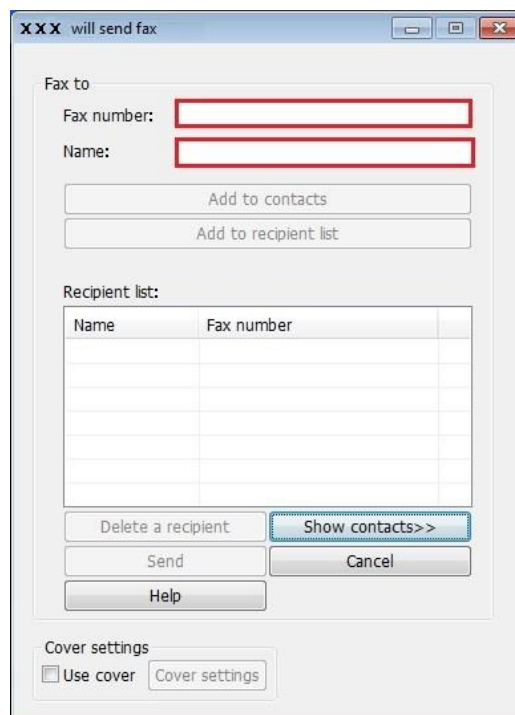 XXX will send fax
Fax to
Fax number:
Name:
Add to contacts
Add to recipient list
Recipient list:
Name Fax number
Delete a recipient Show contacts>>
Send Cancel
Help
Cover settings
Use cover Cover settings